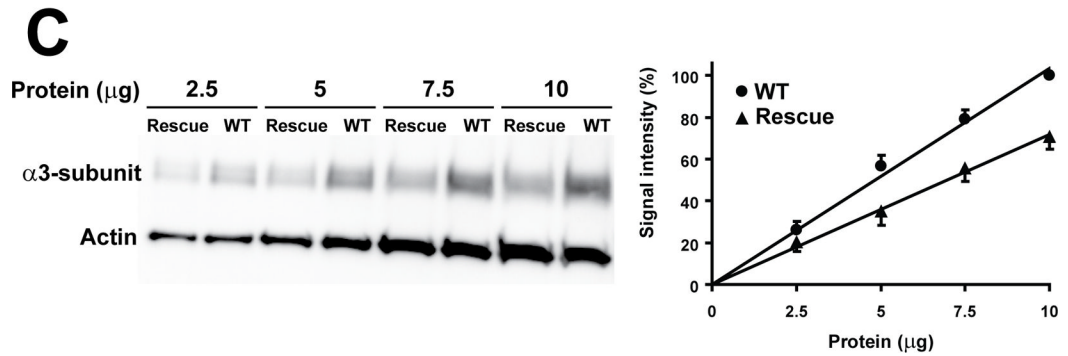 C
Protein (μg) 2.5 5 7.5 10
Rescue WT Rescue WT Rescue WT Rescue WT
α3-subunit
Actin
Signal intensity (%)
100
80
60
40
20
0
WT
Rescue
0 2.5 5 7.5 10
Protein (μg)